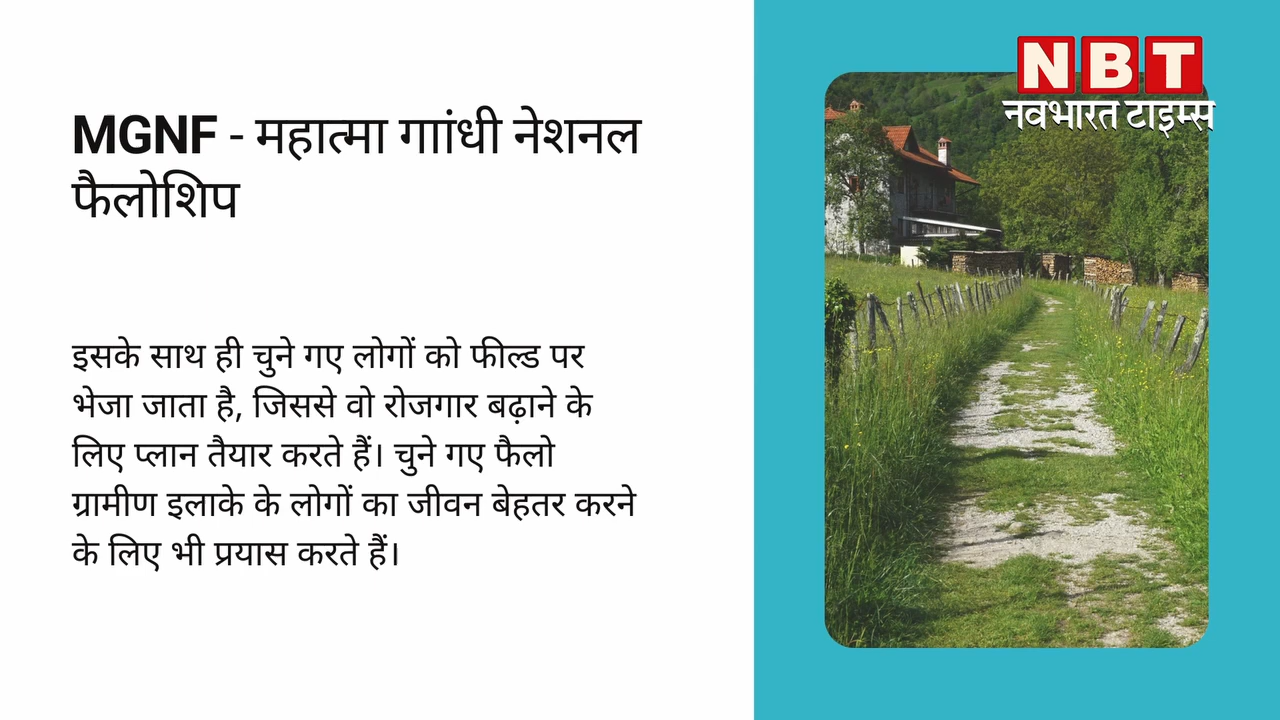 MGNF - महात्मा गाांधी नेशनल
फैलोशिप
इसके साथ ही चुने गए लोगों को फील्ड पर
भेजा जाता है, जिससे वो रोजगार बढ़ाने के
लिए प्लान तैयार करते हैं। चुने गए फैलो
ग्रामीण इलाके के लोगों का जीवन बेहतर करने
के लिए भी प्रयास करते हैं।
NBT
नवभारत टाइम्स